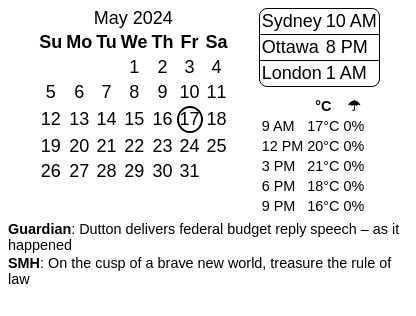 May 2024
Su Mo Tu We Th Fr Sa
1 2 3 4
5 6 7 8 9 10 11
12 13 14 15 16 17 18
19 20 21 22 23 24 25
26 27 28 29 30 31
Sydney 10 AM
Ottawa 8 PM
London 1 AM
°C ☂
9 AM 17°C 0%
12 PM 20°C 0%
3 PM 21°C 0%
6 PM 18°C 0%
9 PM 16°C 0%
Guardian: Dutton delivers federal budget reply speech – as it
happened
SMH: On the cusp of a brave new world, treasure the rule of
law